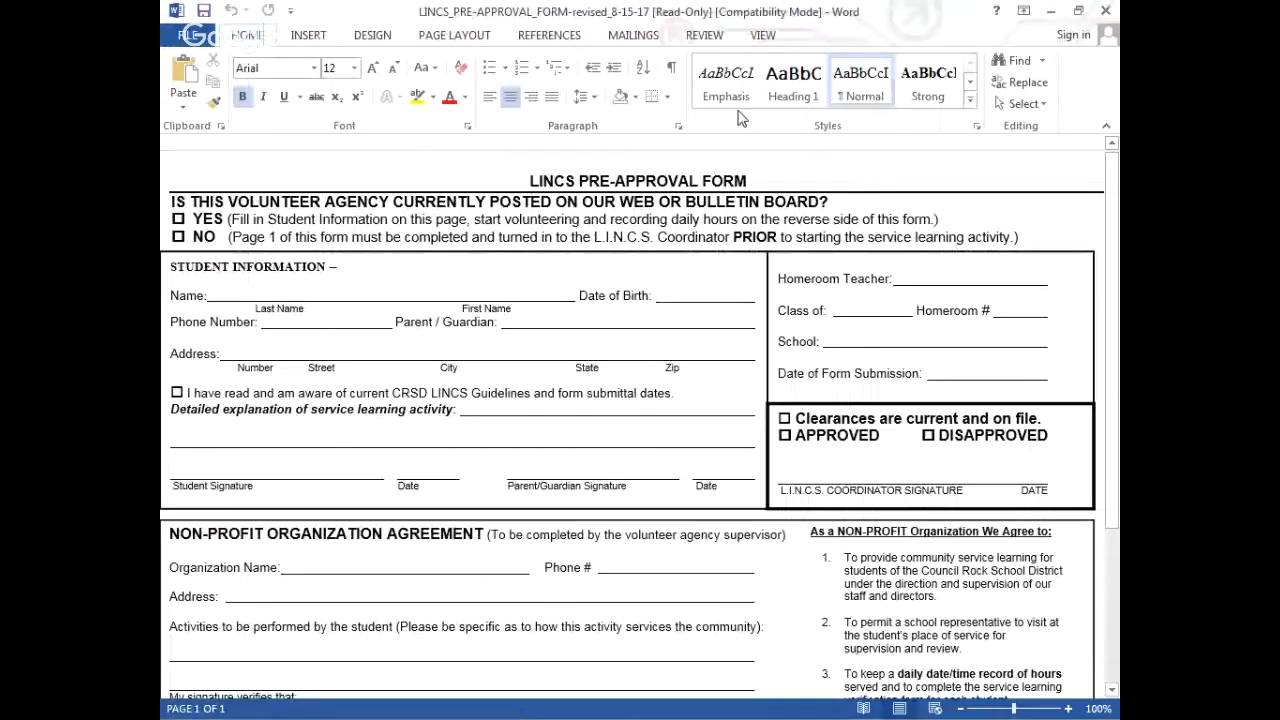 LINCS_PRE-APPROVAL_FORM-revised_8-15-17 [Read-Only] [Compatibility Mode] - Word
?
HOME INSERT DESIGN PAGE LAYOUT REFERENCES MAILINGS REVIEW VIEW Sign in
Arial 12 Aa Find
AaBbCcI AaBbC AaBbCcI AaBbCcl Replace
Paste B I U abc x₂ x² A A Emphasis Heading 1 ¶ Normal Strong Select
Clipboard Font Paragraph Styles Editing
LINCS PRE-APPROVAL FORM
IS THIS VOLUNTEER AGENCY CURRENTLY POSTED ON OUR WEB OR BULLETIN BOARD?
☐ YES (Fill in Student Information on this page, start volunteering and recording daily hours on the reverse side of this form.)
☐ NO (Page 1 of this form must be completed and turned in to the L.I.N.C.S. Coordinator PRIOR to starting the service learning activity.)
STUDENT INFORMATION –
Name: Date of Birth:
Last Name First Name
Phone Number: Parent / Guardian:
Address:
Number Street City State Zip
☐ I have read and am aware of current CRSD LINCS Guidelines and form submittal dates.
Detailed explanation of service learning activity:
Student Signature Date Parent/Guardian Signature Date
Homeroom Teacher:
Class of: Homeroom #
School:
Date of Form Submission:
☐ Clearances are current and on file.
☐ APPROVED ☐ DISAPPROVED
L.I.N.C.S. COORDINATOR SIGNATURE DATE
NON-PROFIT ORGANIZATION AGREEMENT (To be completed by the volunteer agency supervisor)
Organization Name: Phone #
Address:
Activities to be performed by the student (Please be specific as to how this activity services the community):
My signature verifies that:
As a NON-PROFIT Organization We Agree to:
1. To provide community service learning for
students of the Council Rock School District
under the direction and supervision of our
staff and directors.
2. To permit a school representative to visit at
the student's place of service for
supervision and review.
3. To keep a daily date/time record of hours
served and to complete the service learning
PAGE 1 OF 1 100%